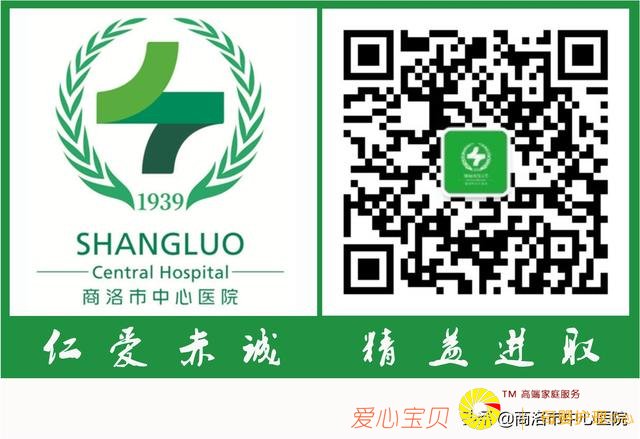 1939
SHANGLUO
Central Hospital
商洛市中心医院
仁爱赤诚 精益进取
TM 高端家庭服务
爱心宝贝
@商洛市中心医院